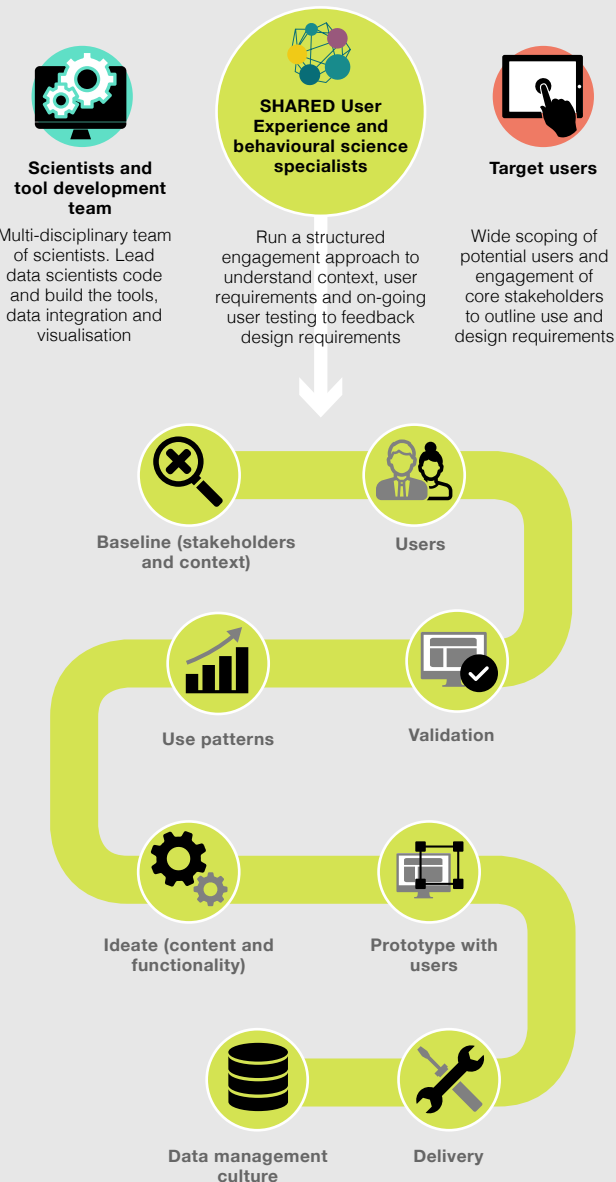 Scientists and
tool development
team
Multi-disciplinary team
of scientists. Lead
data scientists code
and build the tools,
data integration and
visualisation
SHARED User
Experience and
behavioural science
specialists
Run a structured
engagement approach to
understand context, user
requirements and on-going
user testing to feedback
design requirements
Target users
Wide scoping of
potential users and
engagement of
core stakeholders
to outline use and
design requirements
Baseline (stakeholders
and context)
Users
Validation
Use patterns
Ideate (content and
functionality)
Prototype with
users
Delivery
Data management
culture